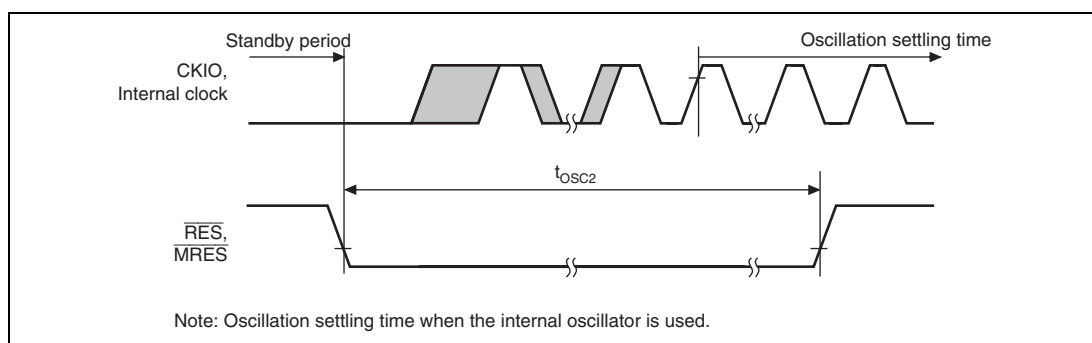 Standby period
Oscillation settling time
CKIO,
Internal clock
tOSC2
RES,
MRES
Note: Oscillation settling time when the internal oscillator is used.